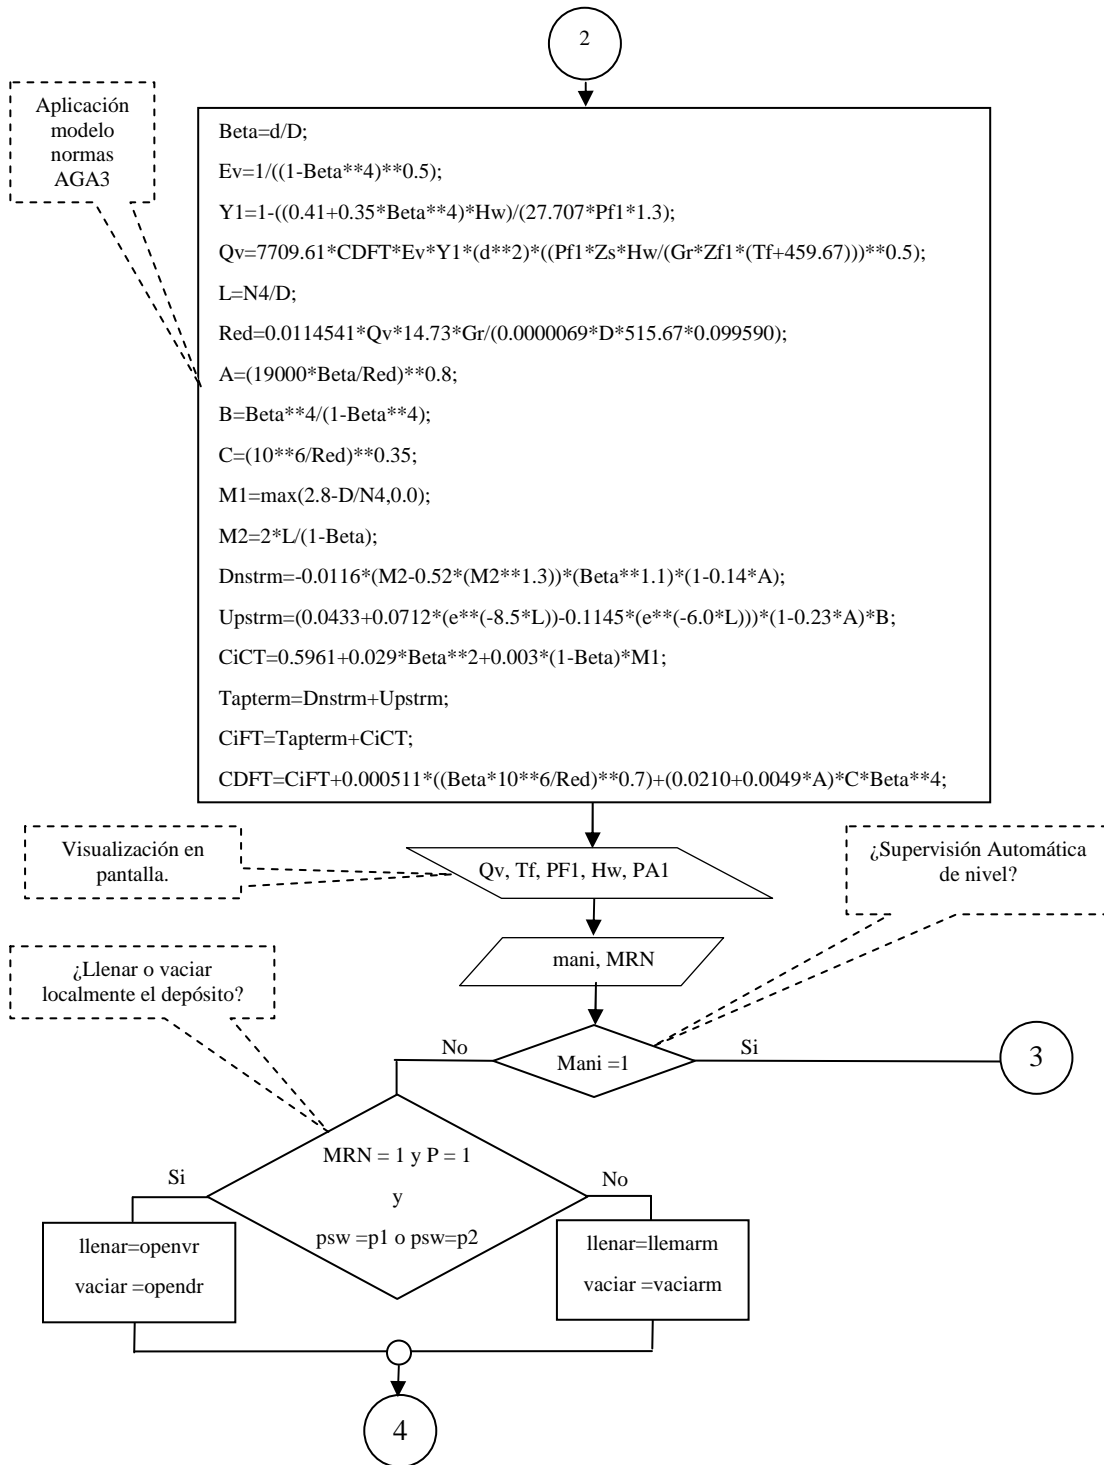 2
Aplicación
modelo
normas
AGA3
Beta=d/D;
Ev=1/((1-Beta**4)**0.5);
Y1=1-((0.41+0.35*Beta**4)*Hw)/(27.707*Pf1*1.3);
Qv=7709.61*CDFT*Ev*Y1*(d**2)*((Pf1*Zs*Hw/(Gr*Zf1*(Tf+459.67)))**0.5);
L=N4/D;
Red=0.0114541*Qv*14.73*Gr/(0.0000069*D*515.67*0.099590);
A=(19000*Beta/Red)**0.8;
B=Beta**4/(1-Beta**4);
C=(10**6/Red)**0.35;
M1=max(2.8-D/N4,0.0);
M2=2*L/(1-Beta);
Dnstrm=-0.0116*(M2-0.52*(M2**1.3))*(Beta**1.1)*(1-0.14*A);
Upstrm=(0.0433+0.0712*(e**(-8.5*L))-0.1145*(e**(-6.0*L)))*(1-0.23*A)*B;
CiCT=0.5961+0.029*Beta**2+0.003*(1-Beta)*M1;
Tapterm=Dnstrm+Upstrm;
CiFT=Tapterm+CiCT;
CDFT=CiFT+0.000511*((Beta*10**6/Red)**0.7)+(0.0210+0.0049*A)*C*Beta**4;
Visualización en
pantalla.
Qv, Tf, PF1, Hw, PA1
¿Supervisión Automática
de nivel?
mani, MRN
¿Llenar o vaciar
localmente el depósito?
No
Mani =1
Si
3
MRN = 1 y P = 1
y
psw =p1 o psw=p2
Si
No
llenar=openvr
vaciar =opendr
llenar=llemarm
vaciar =vaciarm
4